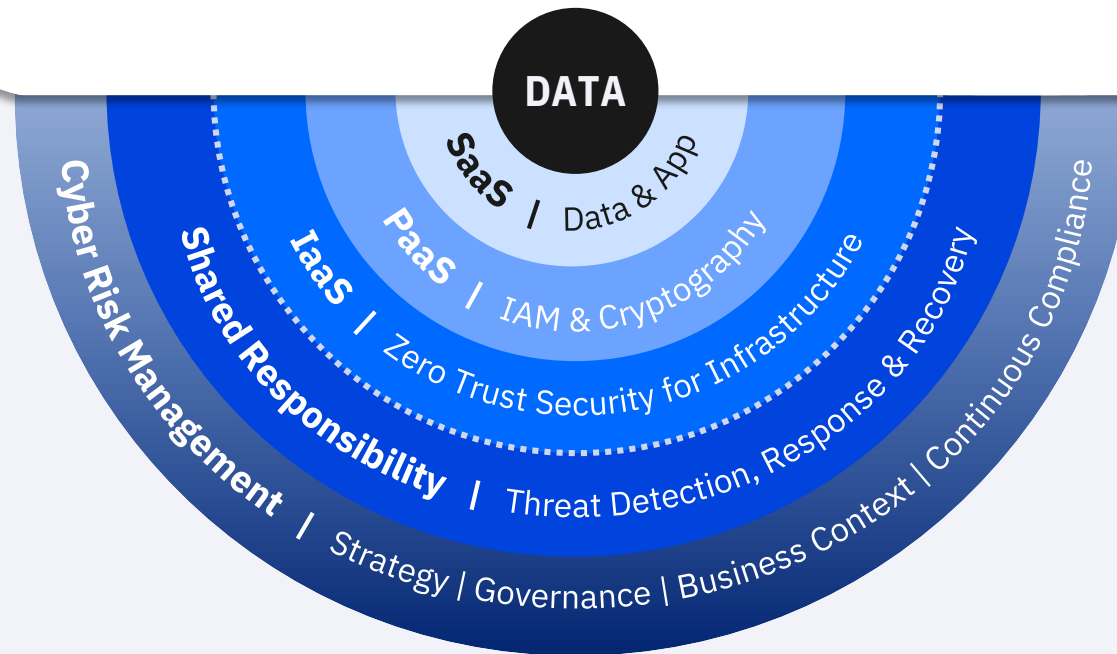 DATA
SaaS | Data & App
PaaS | IAM & Cryptography
IaaS | Zero Trust Security for Infrastructure
Shared Responsibility | Threat Detection, Response & Recovery
Cyber Risk Management | Strategy | Governance | Business Context | Continuous Compliance